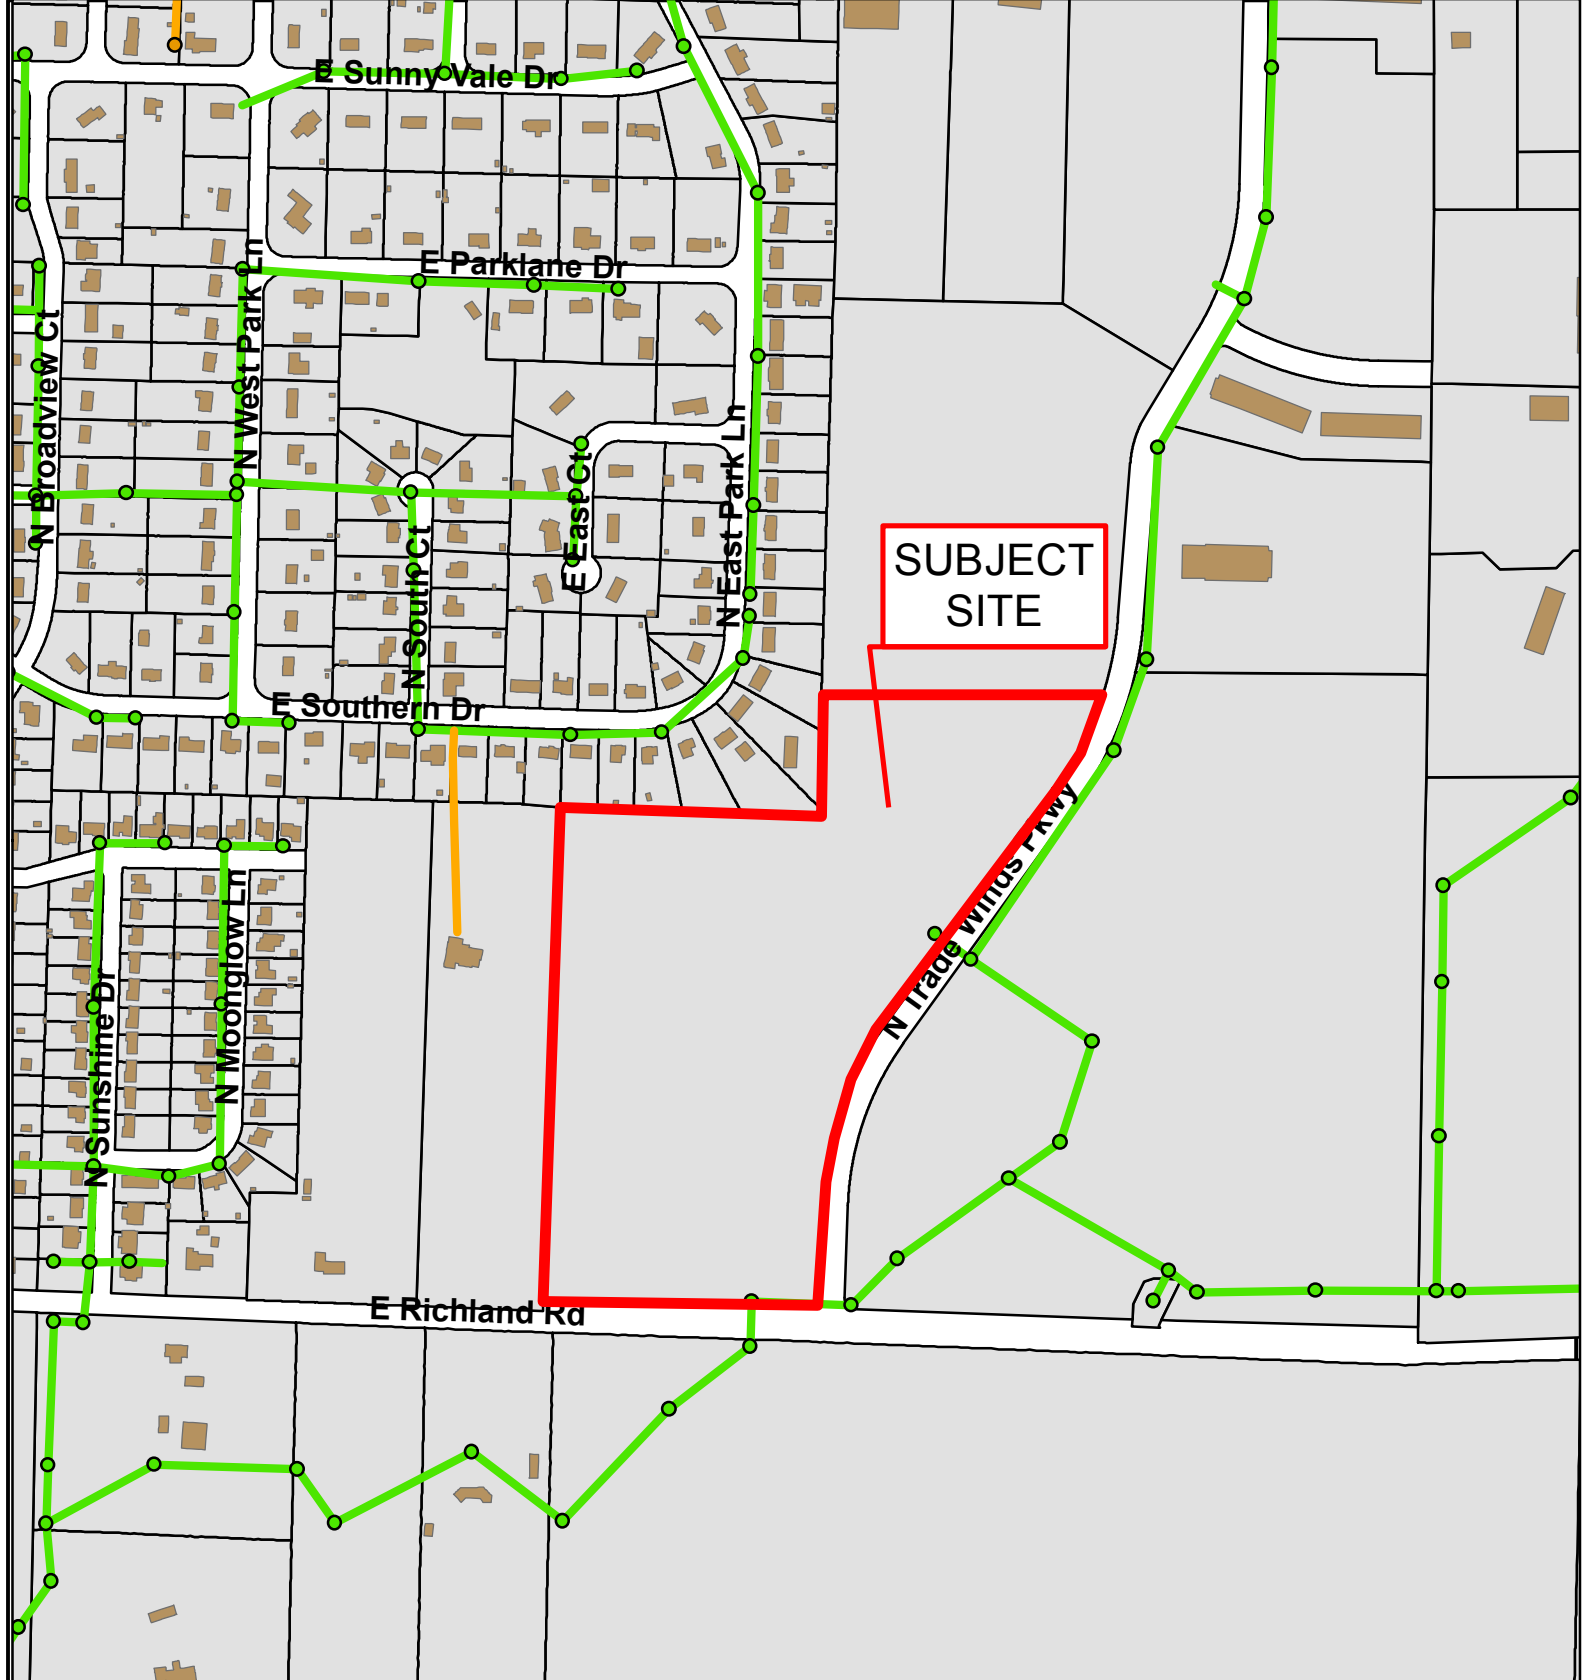 E Sunny Vale Dr
E Parklane Dr
N Broadview Ct
N West Park Ln
N South Ct
E East Ct
N East Park Ln
SUBJECT
SITE
E Southern Dr
N Trade Winds Pkwy
N Sunshine Dr
N Moonglow Ln
E Richland Rd